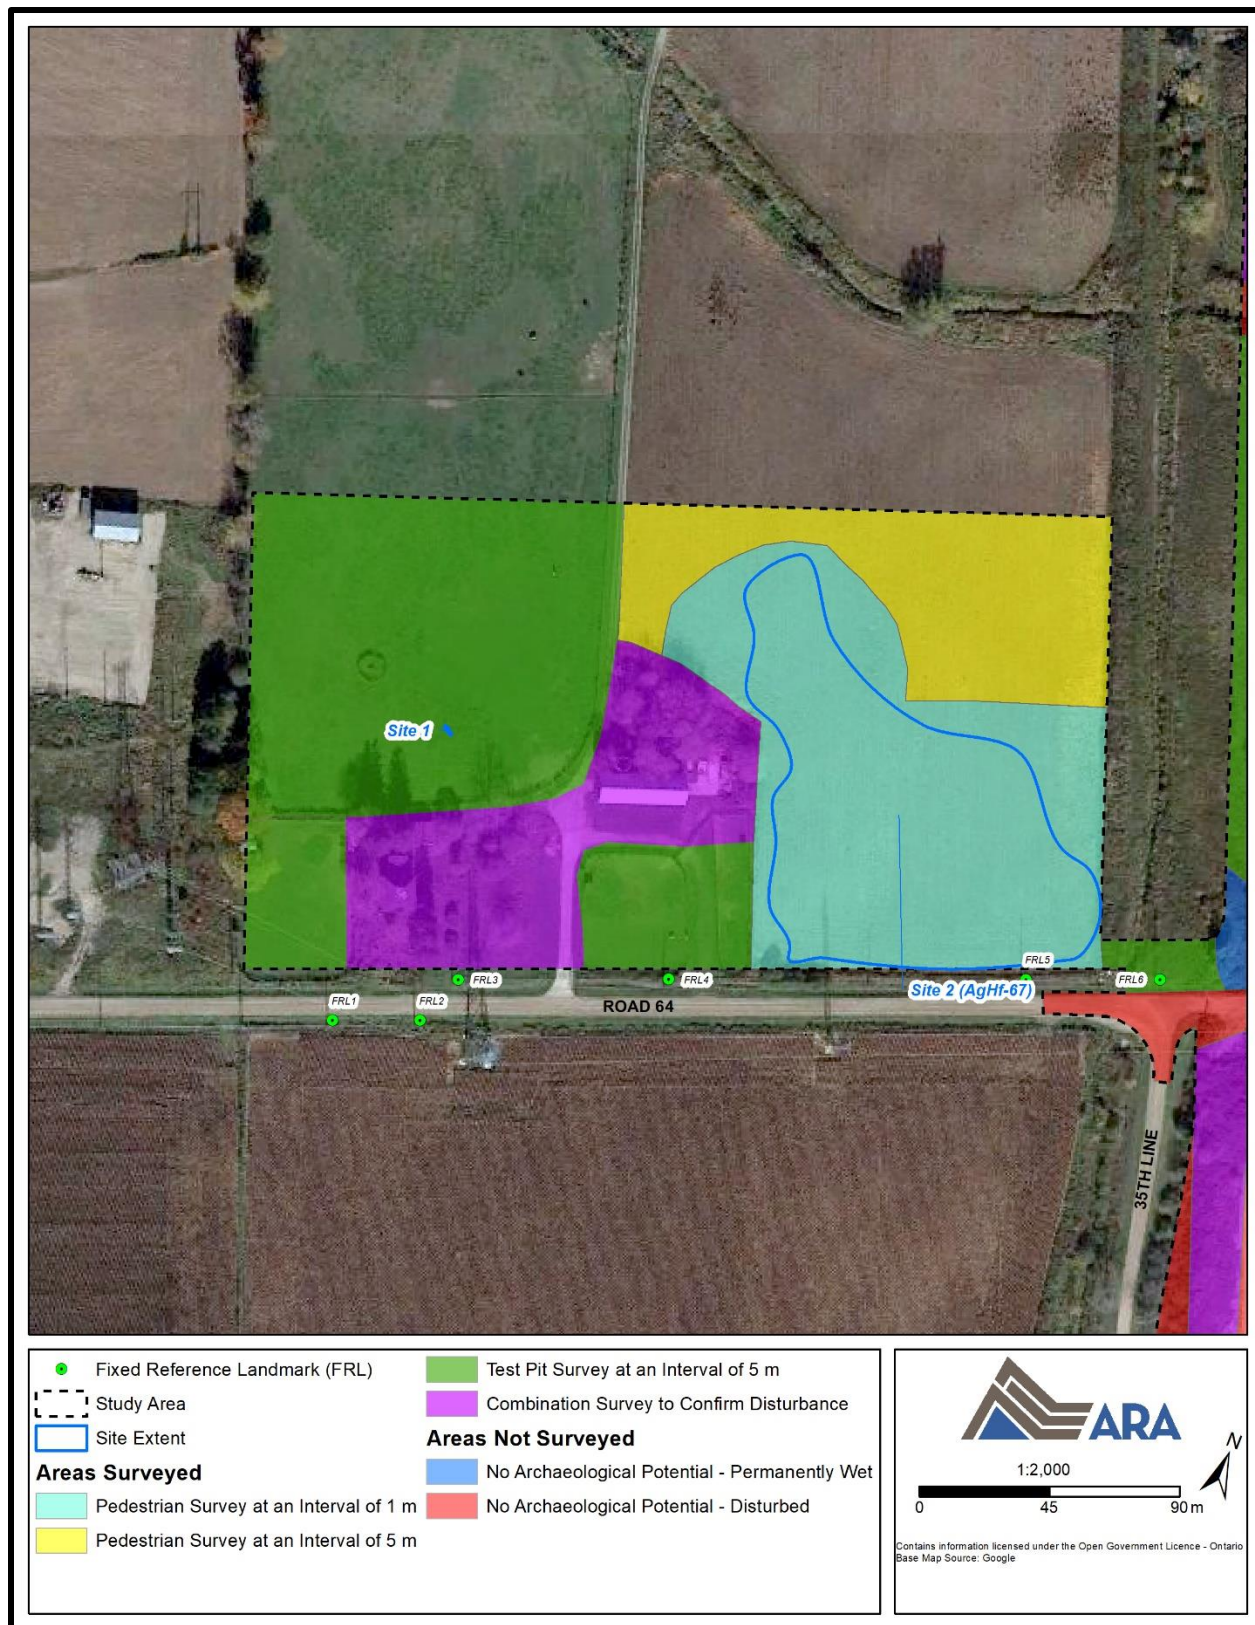 Site 1
FRL1
FRL2
FRL3
FRL4
FRL5
FRL6
Site 2 (AgHf-67)
ROAD 64
35TH LINE
Fixed Reference Landmark (FRL)
Study Area
Site Extent
Areas Surveyed
Pedestrian Survey at an Interval of 1 m
Pedestrian Survey at an Interval of 5 m
Test Pit Survey at an Interval of 5 m
Combination Survey to Confirm Disturbance
Areas Not Surveyed
No Archaeological Potential - Permanently Wet
No Archaeological Potential - Disturbed
ARA
N
1:2,000
0 45 90 m
Contains information licensed under the Open Government Licence - Ontario
Base Map Source: Google